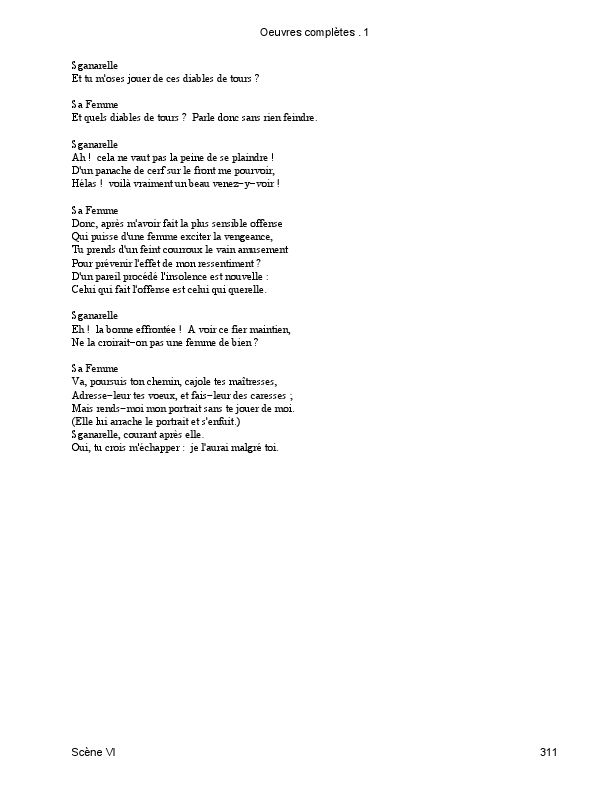 Oeuvres complètes . 1
Sganarelle
Et tu m'oses jouer de ces diables de tours ?
Sa Femme
Et quels diables de tours ?  Parle donc sans rien feindre.
Sganarelle
Ah !  cela ne vaut pas la peine de se plaindre !
D'un panache de cerf sur le front me pourvoir,
Hélas !  voilà vraiment un beau venez−y−voir !
Sa Femme
Donc, après m'avoir fait la plus sensible offense
Qui puisse d'une femme exciter la vengeance,
Tu prends d'un feint courroux le vain amusement
Pour prévenir l'effet de mon ressentiment ?
D'un pareil procédé l'insolence est nouvelle :
Celui qui fait l'offense est celui qui querelle.
Sganarelle
Eh !  la bonne effrontée !  A voir ce fier maintien,
Ne la croirait−on pas une femme de bien ?
Sa Femme
Va, poursuis ton chemin, cajole tes maîtresses,
Adresse−leur tes voeux, et fais−leur des caresses ;
Mais rends−moi mon portrait sans te jouer de moi.
(Elle lui arrache le portrait et s'enfuit.)
Sganarelle, courant après elle.
Oui, tu crois m'échapper :  je l'aurai malgré toi.
Scène VI
311